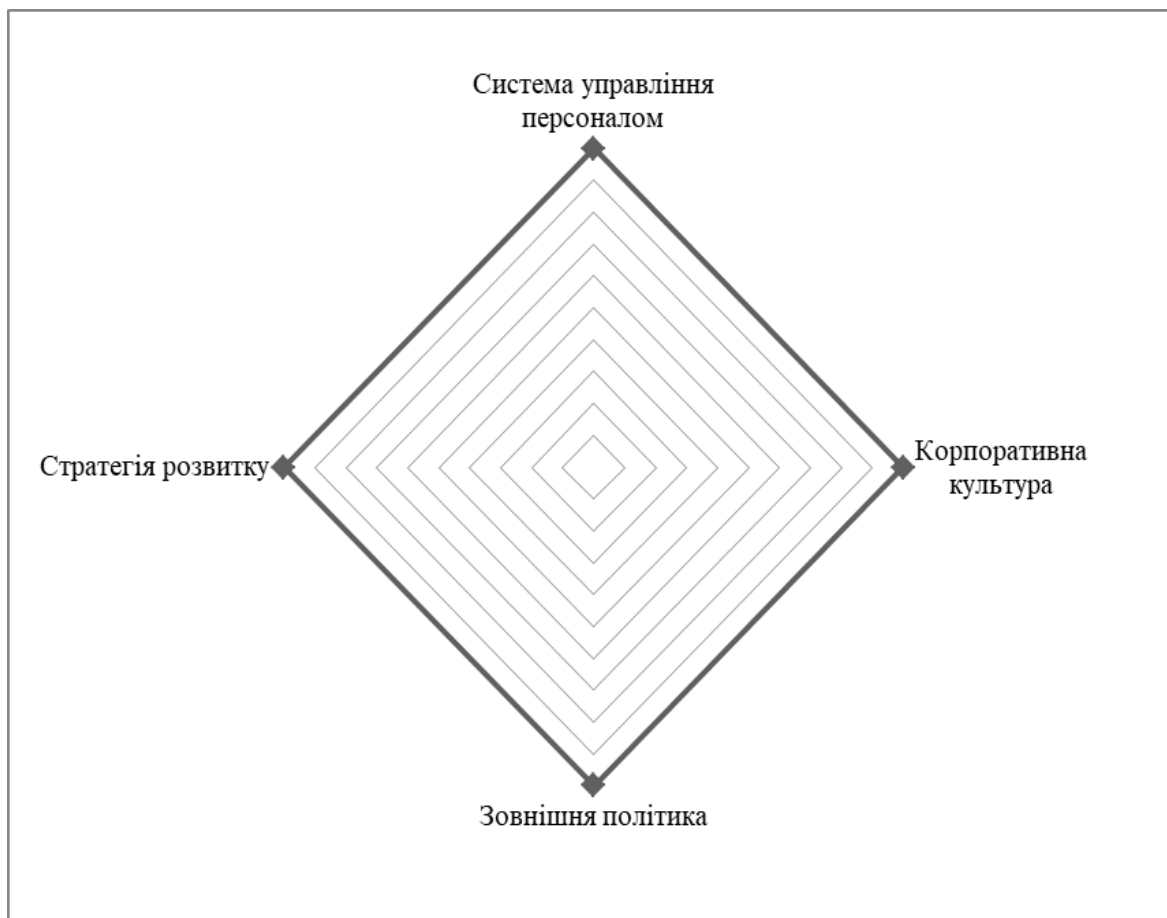 Система управління
персоналом
Стратегія розвитку
Корпоративна
культура
Зовнішня політика